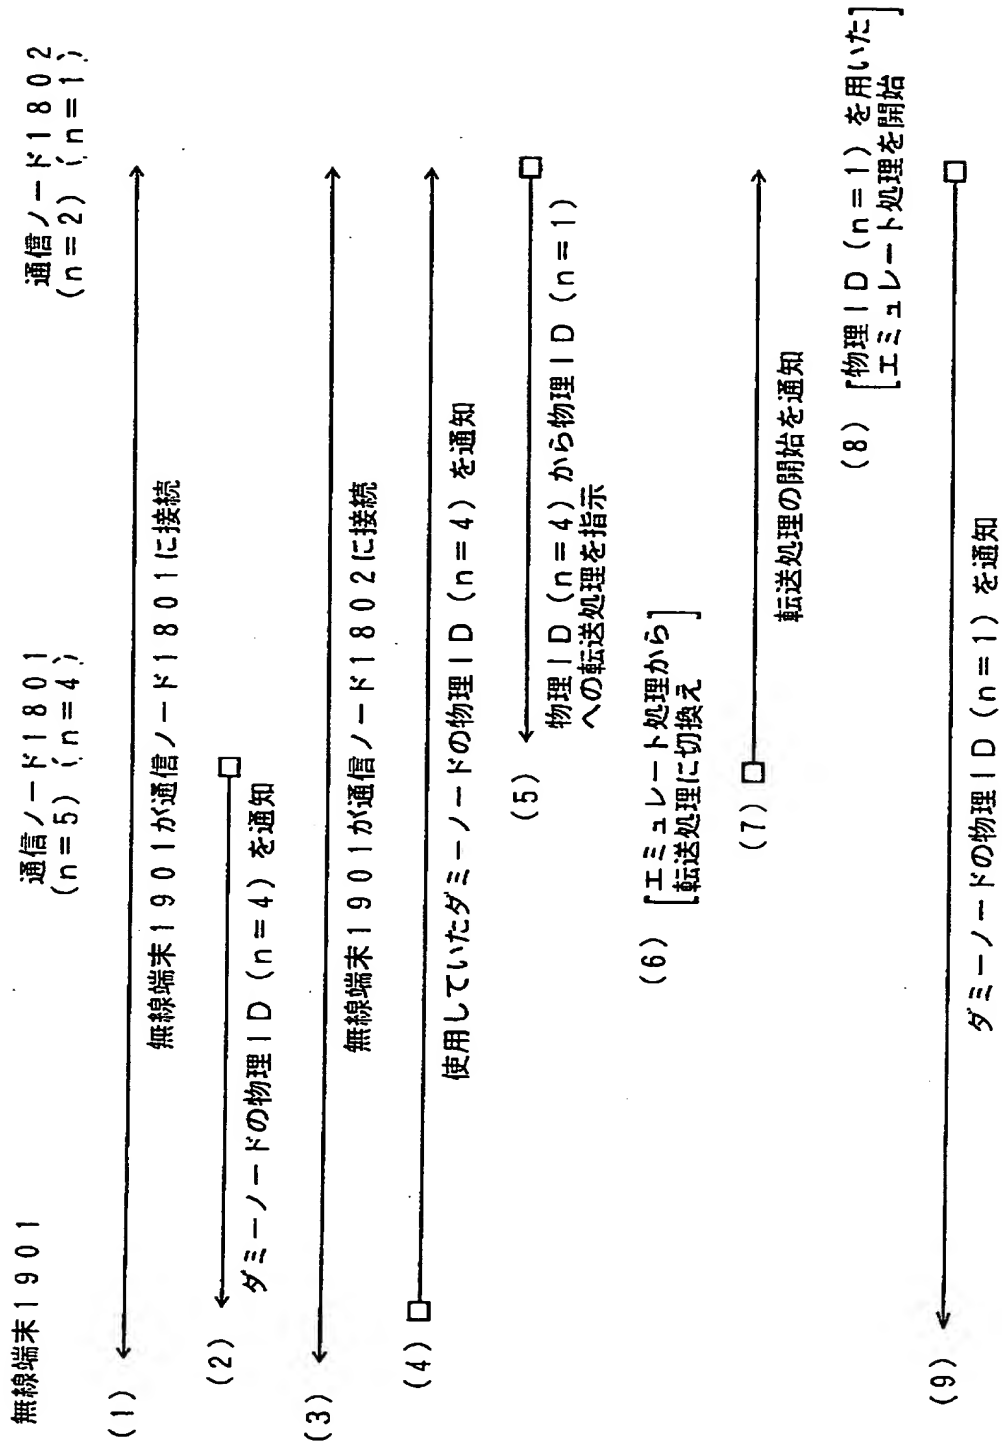 無線端末1901
通信ノード1801
(n=5) (n=4)
通信ノード1802
(n=2) (n=1)
(1)
無線端末1901が通信ノード1801に接続
(2)
ダミーノードの物理ID(n=4)を通知
(3)
無線端末1901が通信ノード1802に接続
(4)
使用していたダミーノードの物理ID(n=4)を通知
(5)
物理ID(n=4)から物理ID(n=1)
への転送処理を指示
(6) [エミュレート処理から
転送処理に切換え]
(7)
転送処理の開始を通知
(8) [物理ID(n=1)を用いた
エミュレート処理を開始]
(9)
ダミーノードの物理ID(n=1)を通知